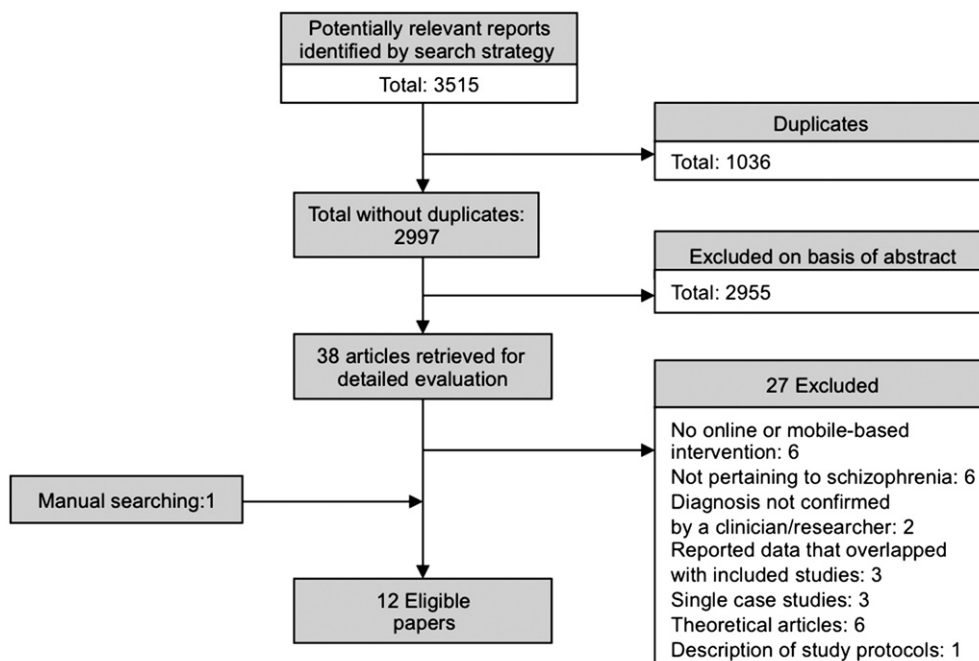 Potentially relevant reports
identified by search strategy
Total: 3515
Duplicates
Total: 1036
Total without duplicates:
2997
Excluded on basis of abstract
Total: 2955
38 articles retrieved for
detailed evaluation
27 Excluded
No online or mobile-based
intervention: 6
Not pertaining to schizophrenia: 6
Diagnosis not confirmed
by a clinician/researcher: 2
Reported data that overlapped
with included studies: 3
Single case studies: 3
Theoretical articles: 6
Description of study protocols: 1
Manual searching:1
12 Eligible
papers